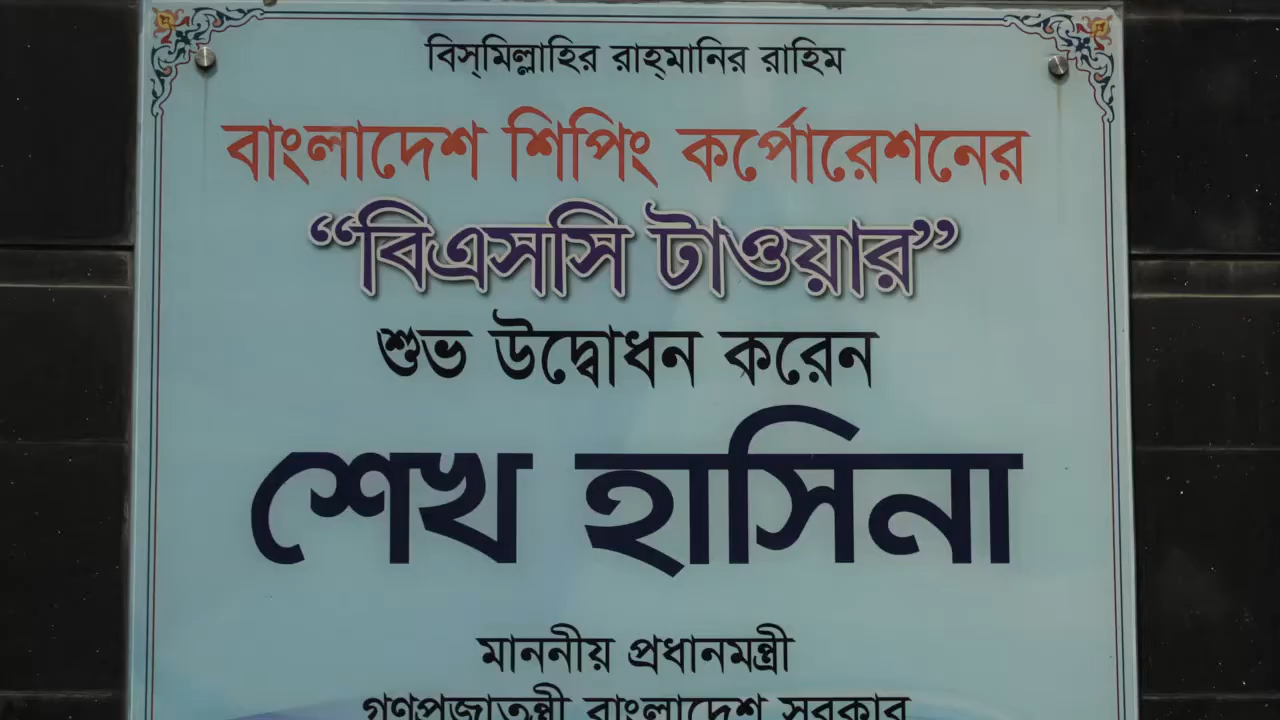 বিস্‌মিল্লাহির রাহ্‌মানির রাহিম
বাংলাদেশ শিপিং কর্পোরেশনের
“বিএসসি টাওয়ার”
শুভ উদ্বোধন করেন
শেখ হাসিনা
মাননীয় প্রধানমন্ত্রী
গণপ্রজাতন্ত্রী বাংলাদেশ সরকার